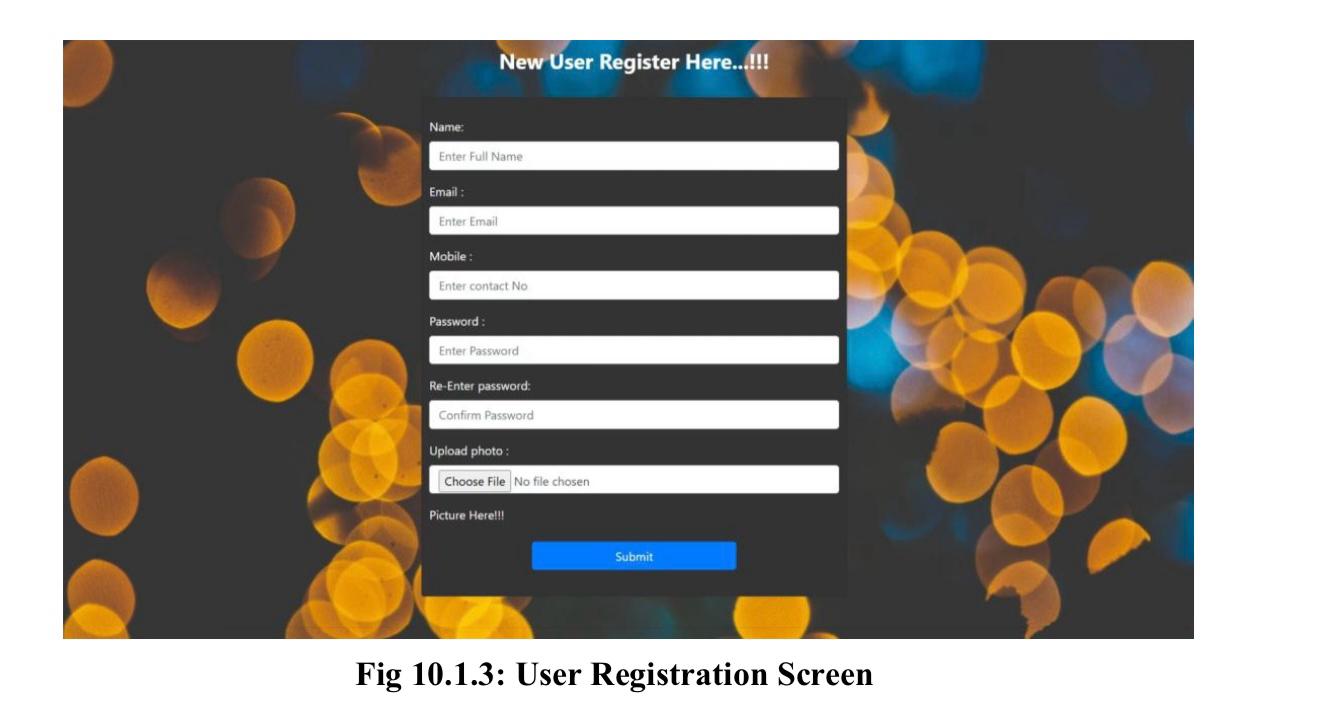 New User Register Here...!!!
Name:
Enter Full Name
Email :
Enter Email
Mobile :
Enter contact No
Password :
Enter Password
Re-Enter password:
Confirm Password
Upload photo :
Choose File No file chosen
Picture Here!!!
Submit
Fig 10.1.3: User Registration Screen